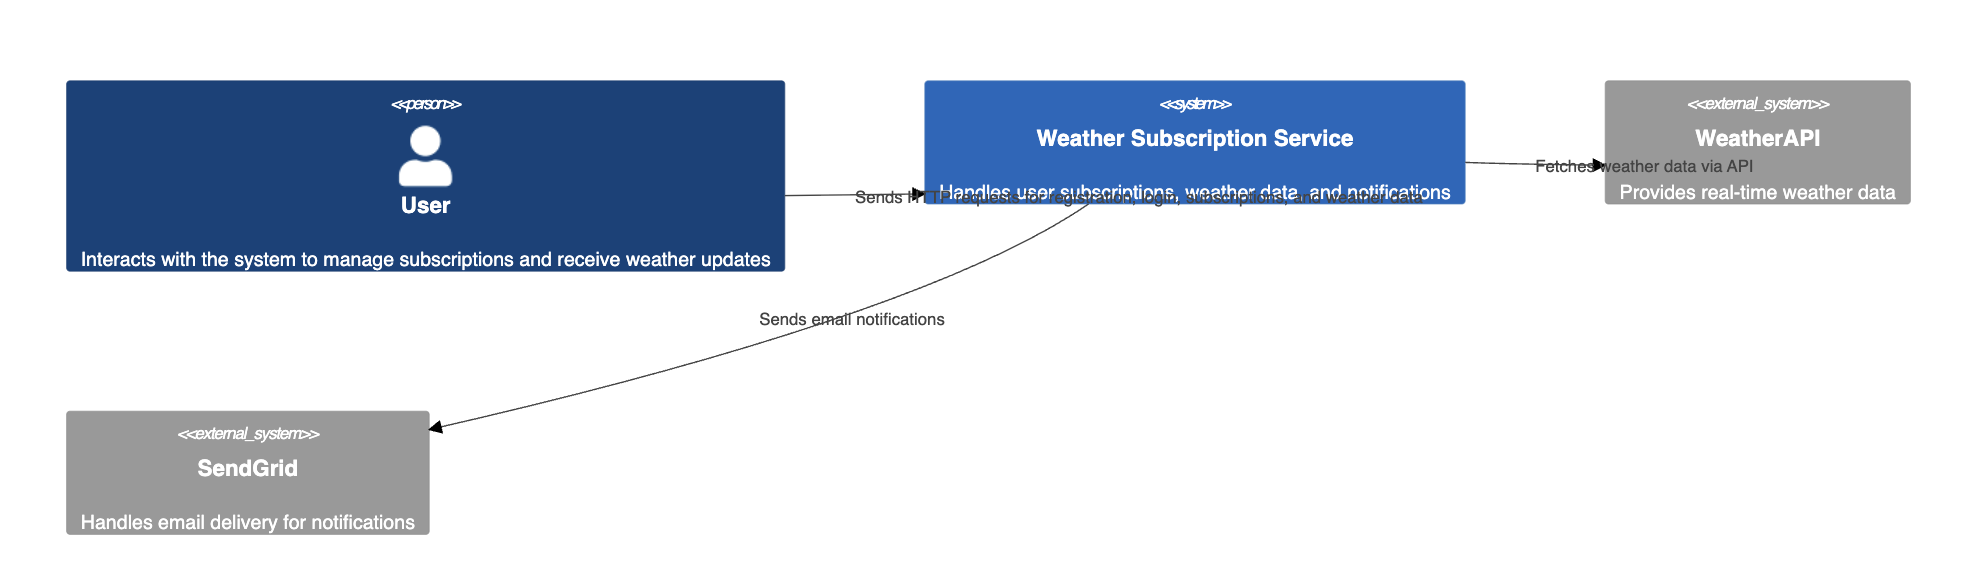 <<person>>
User
Interacts with the system to manage subscriptions and receive weather updates
<<system>>
Weather Subscription Service
Handles user subscriptions, weather data, and notifications
<<external_system>>
WeatherAPI
Provides real-time weather data
Sends HTTP requests for registration, login, subscriptions, and weather data
Fetches weather data via API
Sends email notifications
<<external_system>>
SendGrid
Handles email delivery for notifications